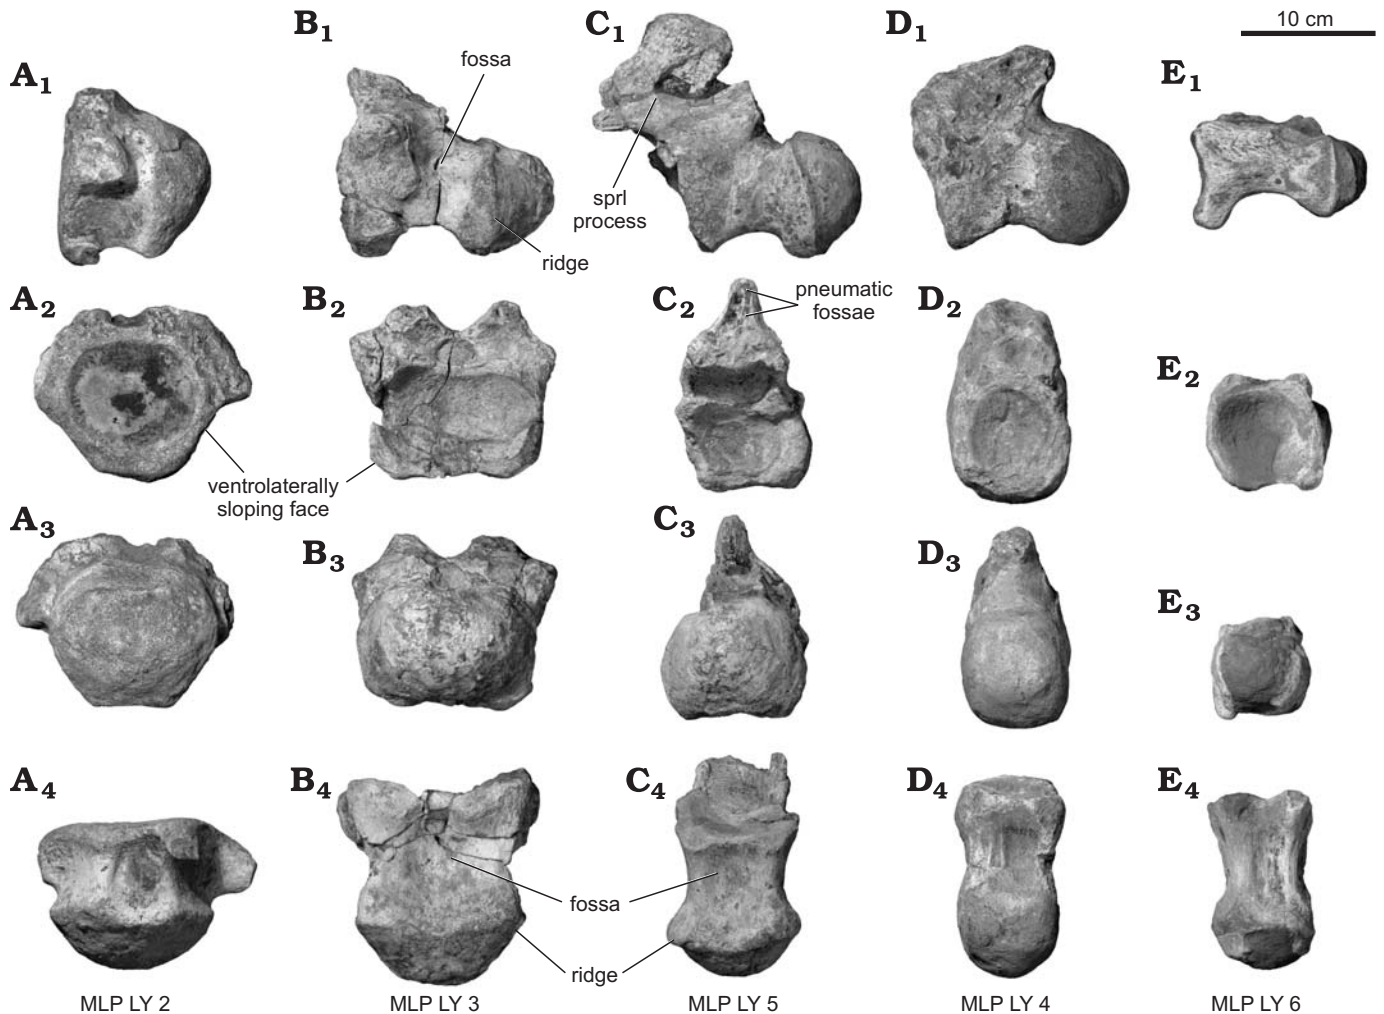 A1
B1
C1
D1
E1
10 cm
fossa
ridge
sprl
process
A2
B2
C2
D2
E2
pneumatic
fossae
ventrolaterally
sloping face
A3
B3
C3
D3
E3
A4
B4
C4
D4
E4
fossa
ridge
MLP LY 2
MLP LY 3
MLP LY 5
MLP LY 4
MLP LY 6